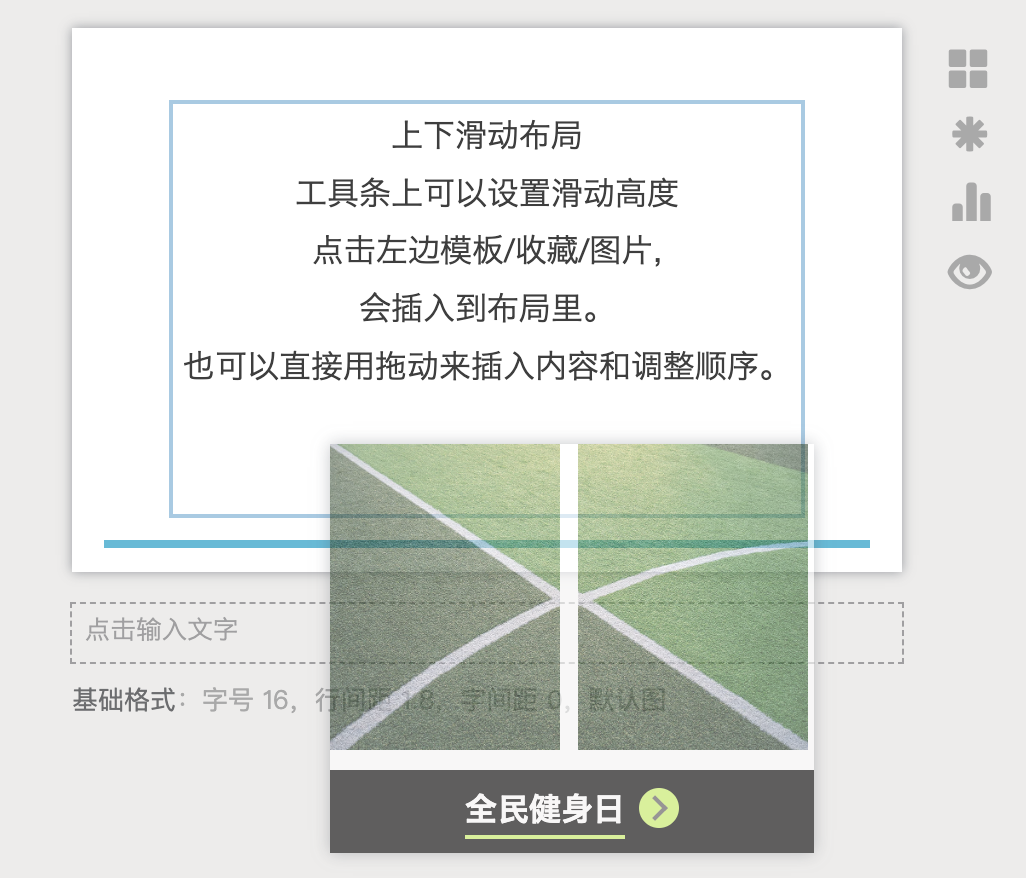 上下滑动布局
工具条上可以设置滑动高度
点击左边模板/收藏/图片，
会插入到布局里。
也可以直接用拖动来插入内容和调整顺序。
点击输入文字
基础格式：字号 16，行间距 1.8，字间距 0，默认图
全民健身日